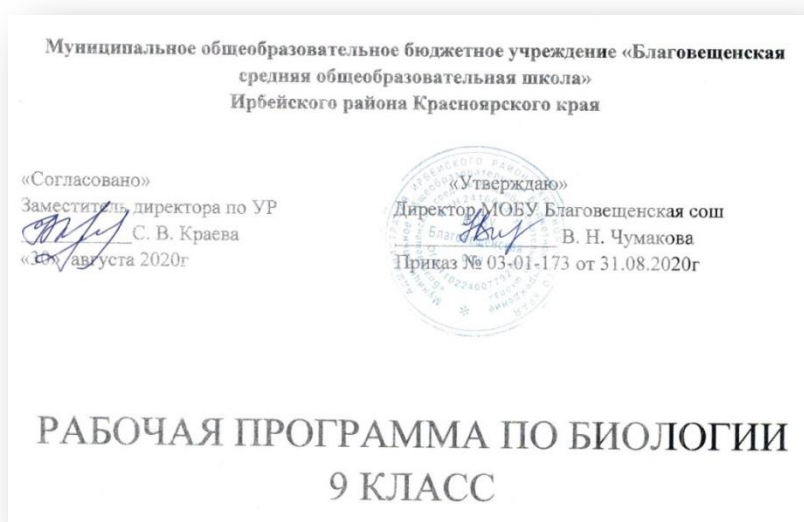 Муниципальное общеобразовательное бюджетное учреждение «Благовещенская
средняя общеобразовательная школа»
Ирбейского района Красноярского края
«Согласовано»
Заместитель директора по УР
С. В. Краева
«30» августа 2020г
«Утверждаю»
Директор МОБУ Благовещенская сош
В. Н. Чумакова
Приказ № 03-01-173 от 31.08.2020г
РАБОЧАЯ ПРОГРАММА ПО БИОЛОГИИ
9 КЛАСС